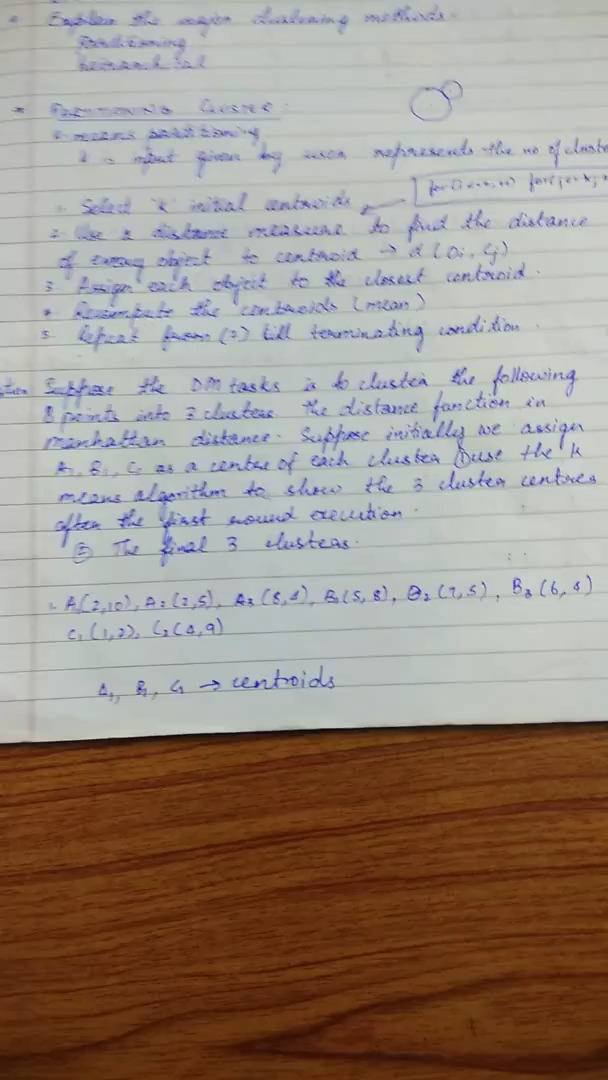 * Explain the major clustering methods.
Partitioning
heirarchical
* PARTITIONING CLUSTER:
K-means partitioning
k is input given by user represents the no of cluste
1. Select 'k' initial centroids
2. Use a distance measure to find the distance
of every object to centroid → d(Oi, Cj)
3. Assign each object to the closest centroid.
4. Recompute the centroids (mean)
5. Repeat from (2) till terminating condition.
Suppose the DM tasks is to cluster the following
8 points into 3 clusters the distance function in
manhattan distance. Suppose initially we assign
A1, B1, C1 as a centre of each cluster ① use the k
means algorithm to show the 3 cluster centres
after the first round execution.
② The final 3 clusters.
A1(2,10), A2(2,5), A3(8,4), B1(5,8), B2(7,5), B3(6,4)
C1(1,2), C2(4,9)
A1, B1, C1 → centroids